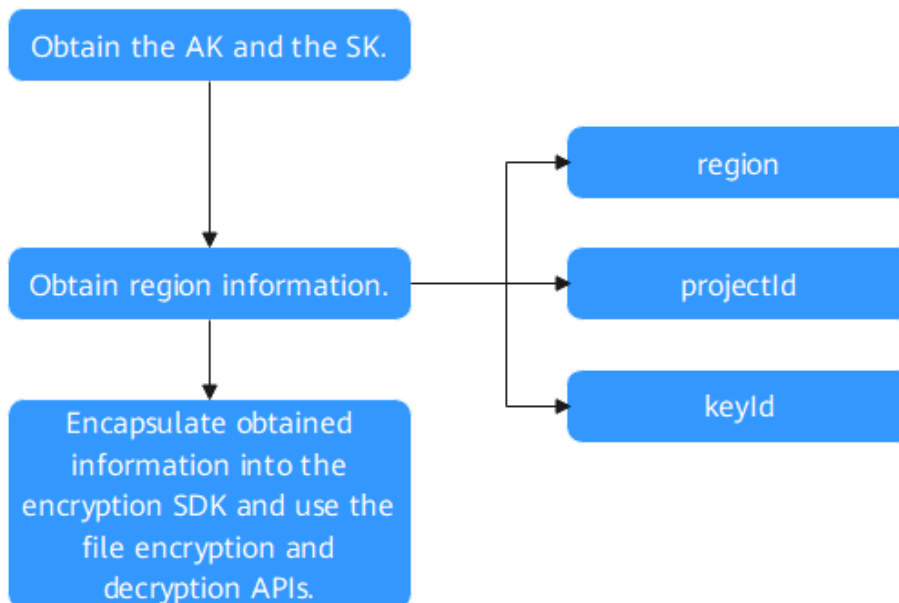 Obtain the AK and the SK.
region
Obtain region information.
projectId
keyId
Encapsulate obtained
information into the
encryption SDK and use the
file encryption and
decryption APIs.